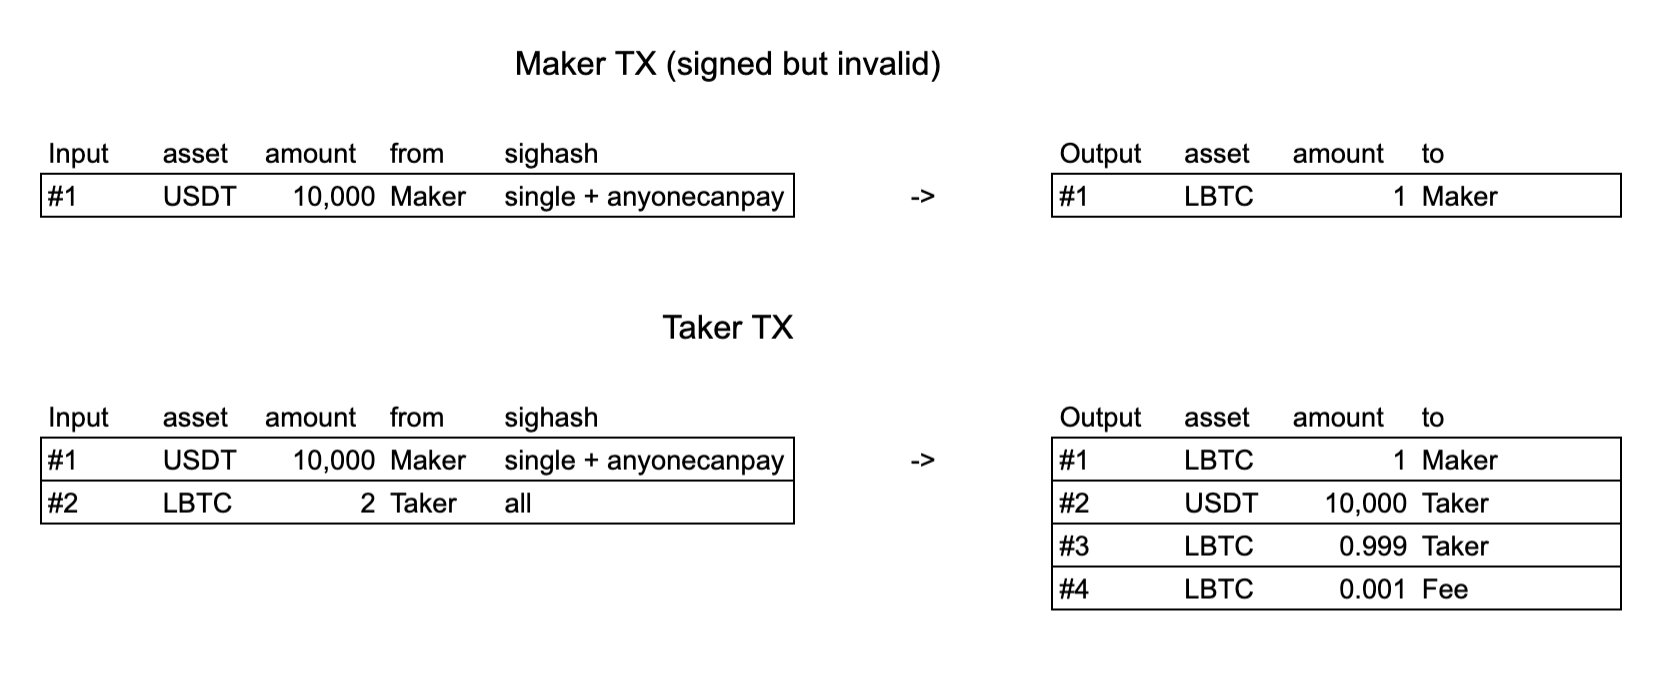 Maker TX (signed but invalid)
Input asset amount from sighash Output asset amount to
#1 USDT 10,000 Maker single + anyonecanpay -> #1 LBTC 1 Maker
Taker TX
Input asset amount from sighash Output asset amount to
#1 USDT 10,000 Maker single + anyonecanpay -> #1 LBTC 1 Maker
#2 LBTC 2 Taker all #2 USDT 10,000 Taker
#3 LBTC 0.999 Taker
#4 LBTC 0.001 Fee